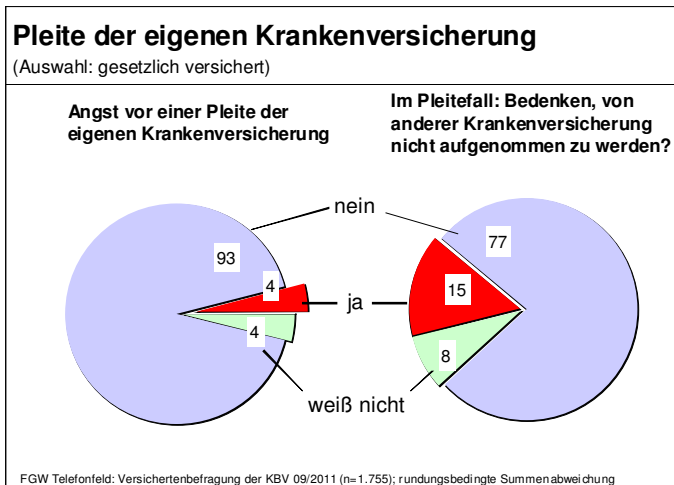 Pleite der eigenen Krankenversicherung
(Auswahl: gesetzlich versichert)
Angst vor einer Pleite der
eigenen Krankenversicherung
Im Pleitefall: Bedenken, von
anderer Krankenversicherung
nicht aufgenommen zu werden?
nein
93
77
4
ja
15
4
8
weiß nicht
FGW Telefonfeld: Versichertenbefragung der KBV 09/2011 (n=1.755); rundungsbedingte Summenabweichung